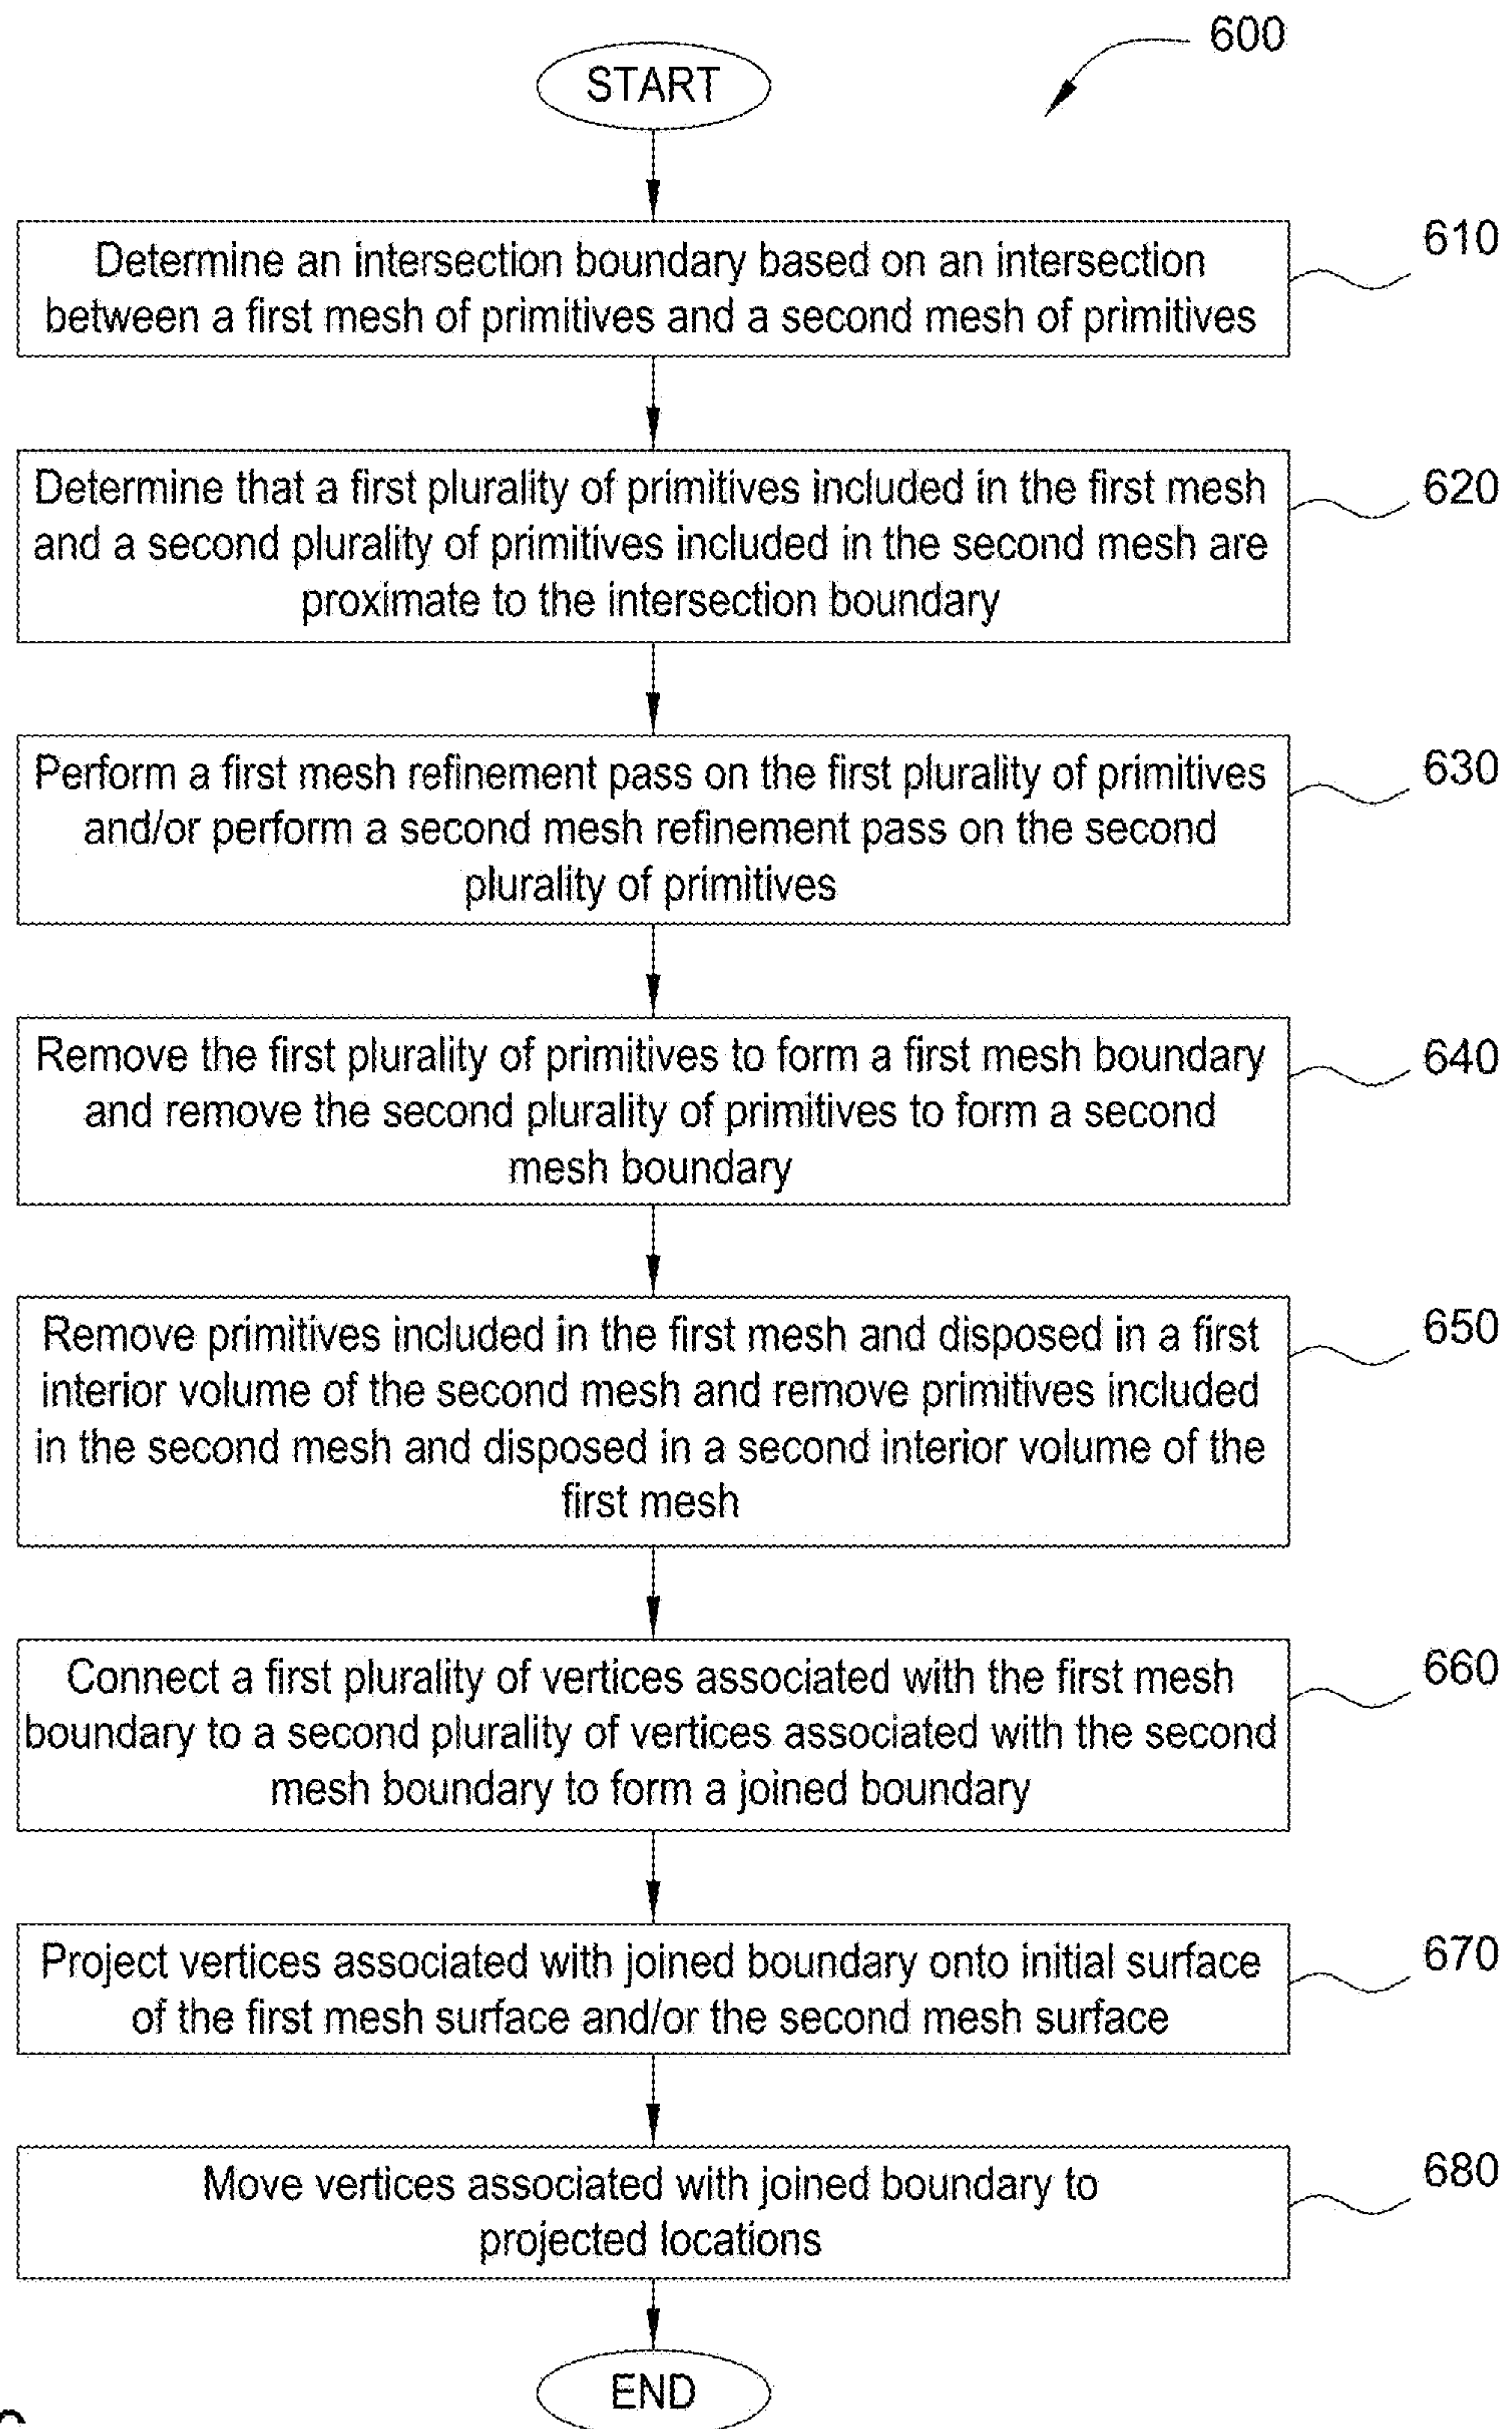 600
START
Determine an intersection boundary based on an intersection
between a first mesh of primitives and a second mesh of primitives
610
Determine that a first plurality of primitives included in the first mesh
and a second plurality of primitives included in the second mesh are
proximate to the intersection boundary
620
Perform a first mesh refinement pass on the first plurality of primitives
and/or perform a second mesh refinement pass on the second
plurality of primitives
630
Remove the first plurality of primitives to form a first mesh boundary
and remove the second plurality of primitives to form a second
mesh boundary
640
Remove primitives included in the first mesh and disposed in a first
interior volume of the second mesh and remove primitives included
in the second mesh and disposed in a second interior volume of the
first mesh
650
Connect a first plurality of vertices associated with the first mesh
boundary to a second plurality of vertices associated with the second
mesh boundary to form a joined boundary
660
Project vertices associated with joined boundary onto initial surface
of the first mesh surface and/or the second mesh surface
670
Move vertices associated with joined boundary to
projected locations
680
END